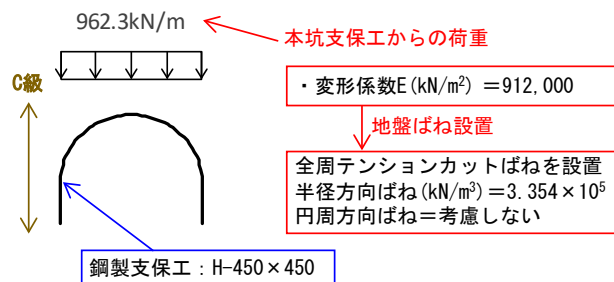 962.3kN/m
本坑支保工からの荷重
C級
・変形係数E(kN/m²) ＝912,000
地盤ばね設置
全周テンションカットばねを設置
半径方向ばね(kN/m³)＝3.354×10⁵
円周方向ばね＝考慮しない
鋼製支保工：H-450×450